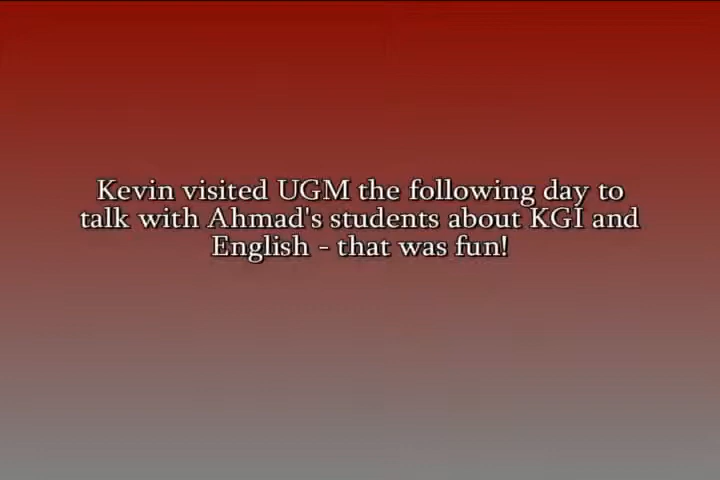 Kevin visited UGM the following day to
talk with Ahmad's students about KGI and
English - that was fun!